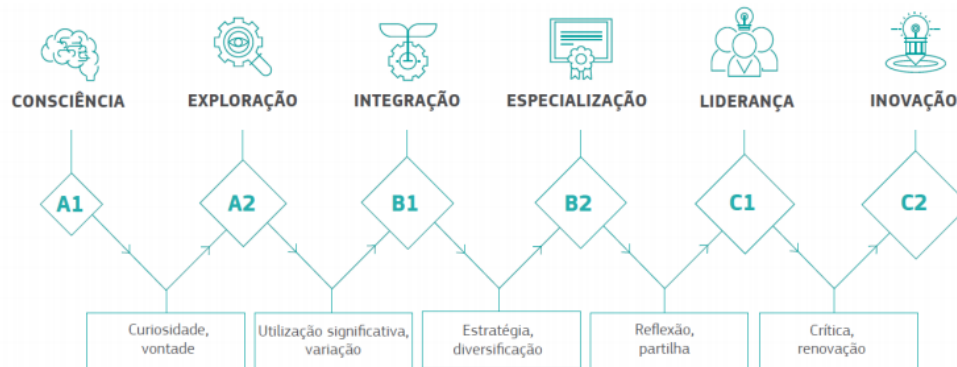 CONSCIÊNCIA
EXPLORAÇÃO
INTEGRAÇÃO
ESPECIALIZAÇÃO
LIDERANÇA
INOVAÇÃO
A1
A2
B1
B2
C1
C2
Curiosidade,
vontade
Utilização significativa,
variação
Estratégia,
diversificação
Reflexão,
partilha
Crítica,
renovação